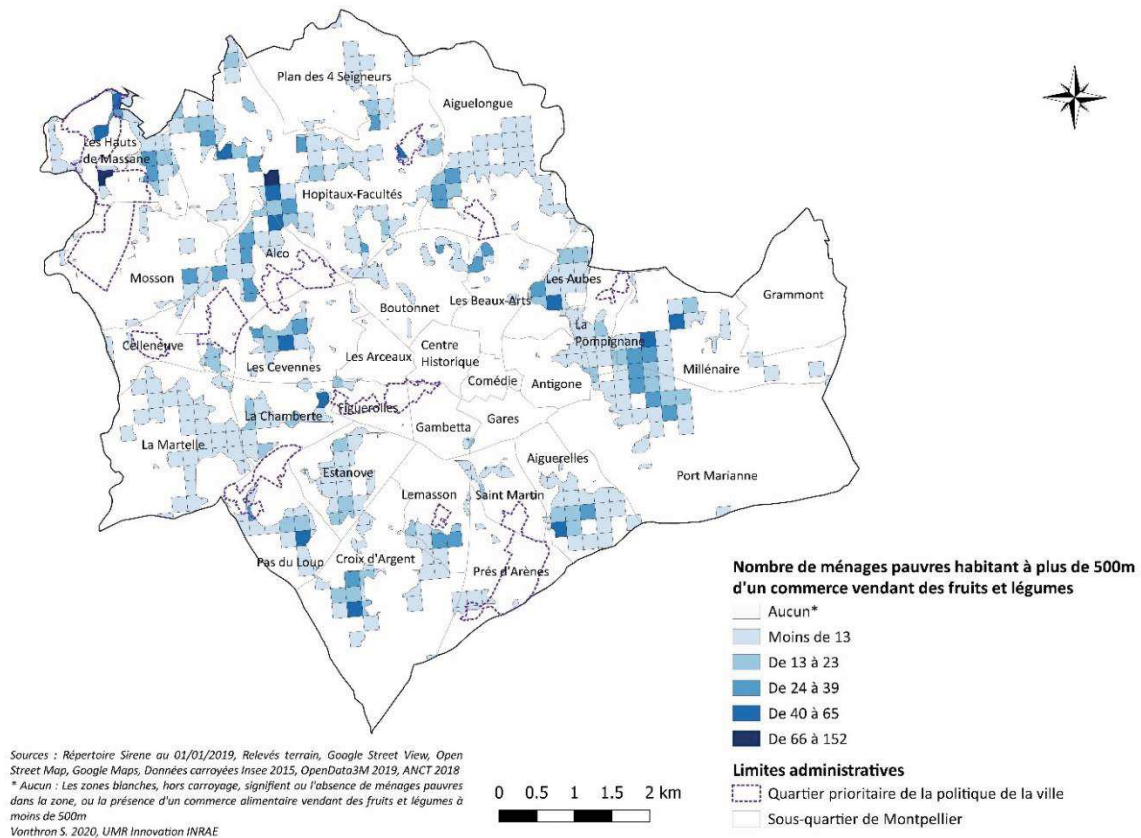 Plan des 4 Seigneurs
Aiguelongue
Les Hauts
de Massane
Hopitaux-Facultés
Alco
Mosson
Les Aubes
Grammont
Les Beaux-Arts
Boutonnet
La
Pompignane
Celleneuve
Centre
Historique
Les Arceaux
Les Cevennes
Millénaire
Comédie
Antigone
La Chamberte
Figuerolles
Gares
Gambetta
La Martelle
Aiguerelles
Estanove
Port Marianne
Lemasson
Saint Martin
Pas du Loup
Croix d'Argent
Prés d'Arènes
Nombre de ménages pauvres habitant à plus de 500m
d'un commerce vendant des fruits et légumes
Aucun*
Moins de 13
De 13 à 23
De 24 à 39
De 40 à 65
De 66 à 152
Limites administratives
Quartier prioritaire de la politique de la ville
Sous-quartier de Montpellier
Sources : Répertoire Sirene au 01/01/2019, Relevés terrain, Google Street View, Open
Street Map, Google Maps, Données carroyées Insee 2015, OpenData3M 2019, ANCT 2018
* Aucun : Les zones blanches, hors carroyage, signifient ou l'absence de ménages pauvres
dans la zone, ou la présence d'un commerce alimentaire vendant des fruits et légumes à
moins de 500m
Vonthron S. 2020, UMR Innovation INRAE
0 0.5 1 1.5 2 km